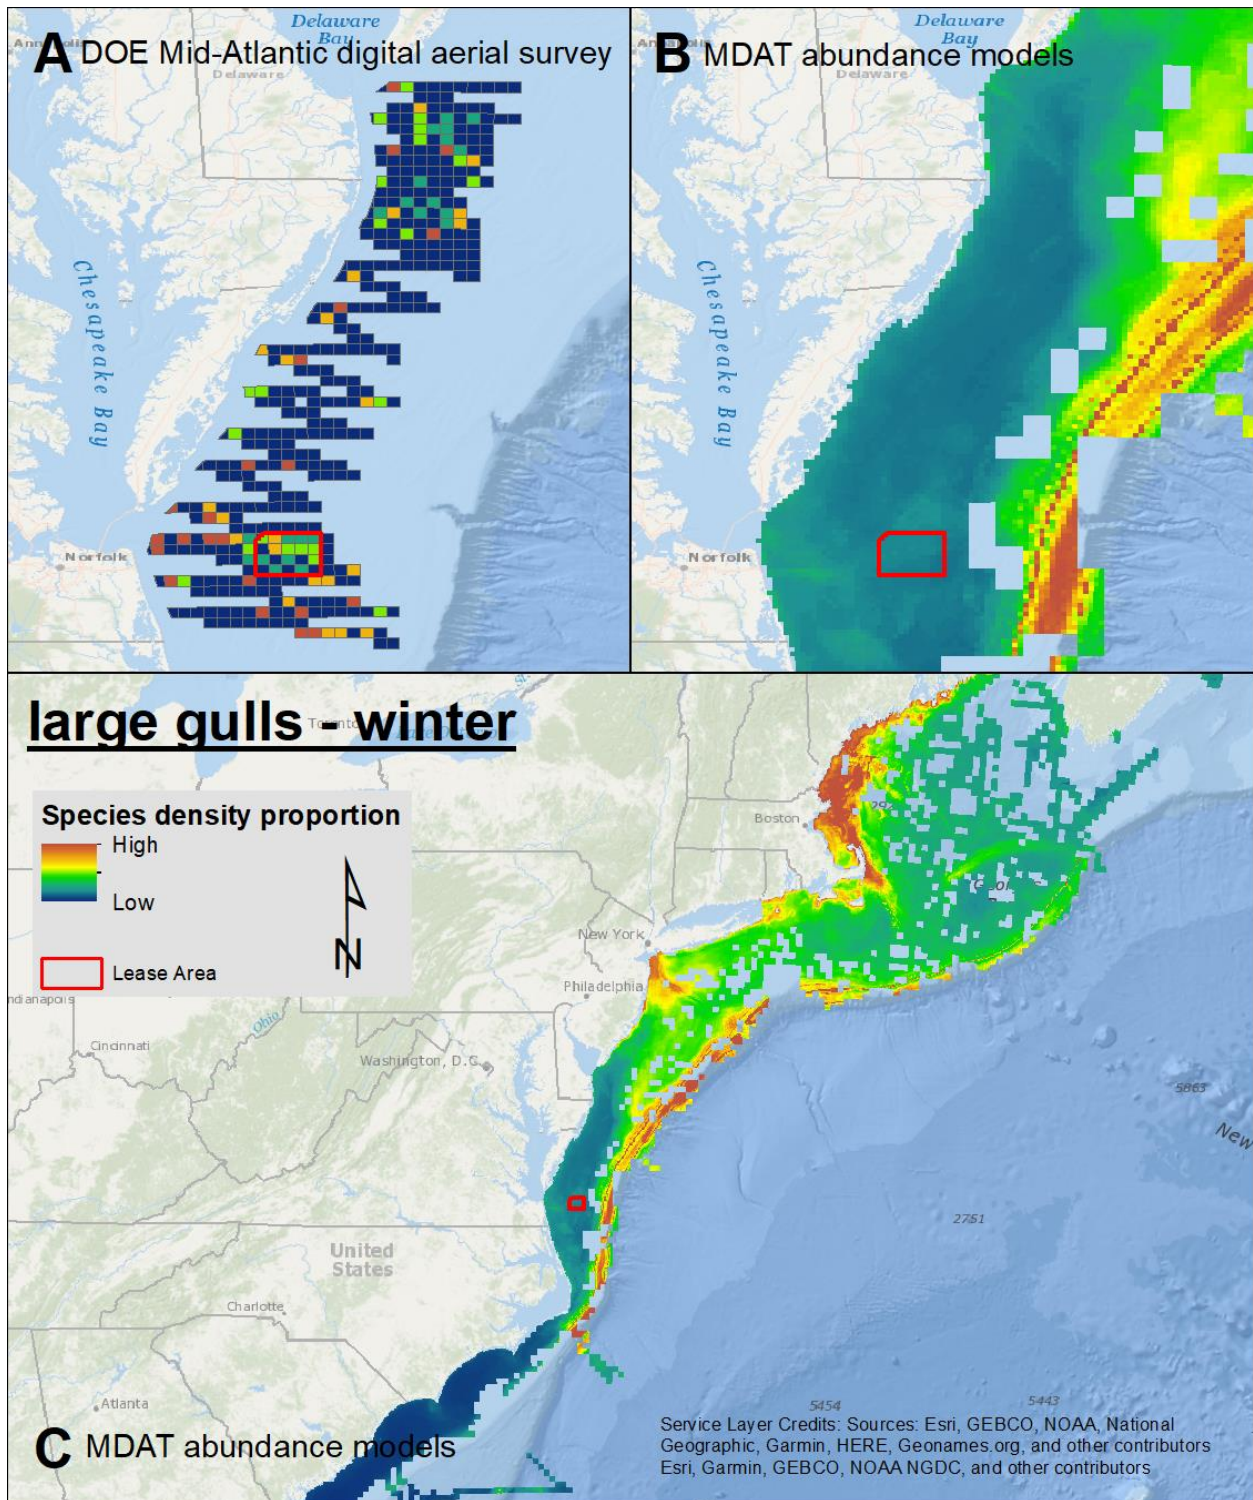 A DOE Mid-Atlantic digital aerial survey
Delaware
Bay
Delaware
Chesapeake Bay
Norfolk
B MDAT abundance models
Delaware
Bay
Delaware
Chesapeake Bay
Norfolk
large gulls - winter
Toronto
Species density proportion
High
Low
N
Lease Area
Boston
New York
Philadelphia
Indianapolis
Ohio
Cincinnati
Washington, D.C.
5863
New
2751
United
States
Charlotte
Atlanta
5454
5443
C MDAT abundance models
Service Layer Credits: Sources: Esri, GEBCO, NOAA, National
Geographic, Garmin, HERE, Geonames.org, and other contributors
Esri, Garmin, GEBCO, NOAA NGDC, and other contributors